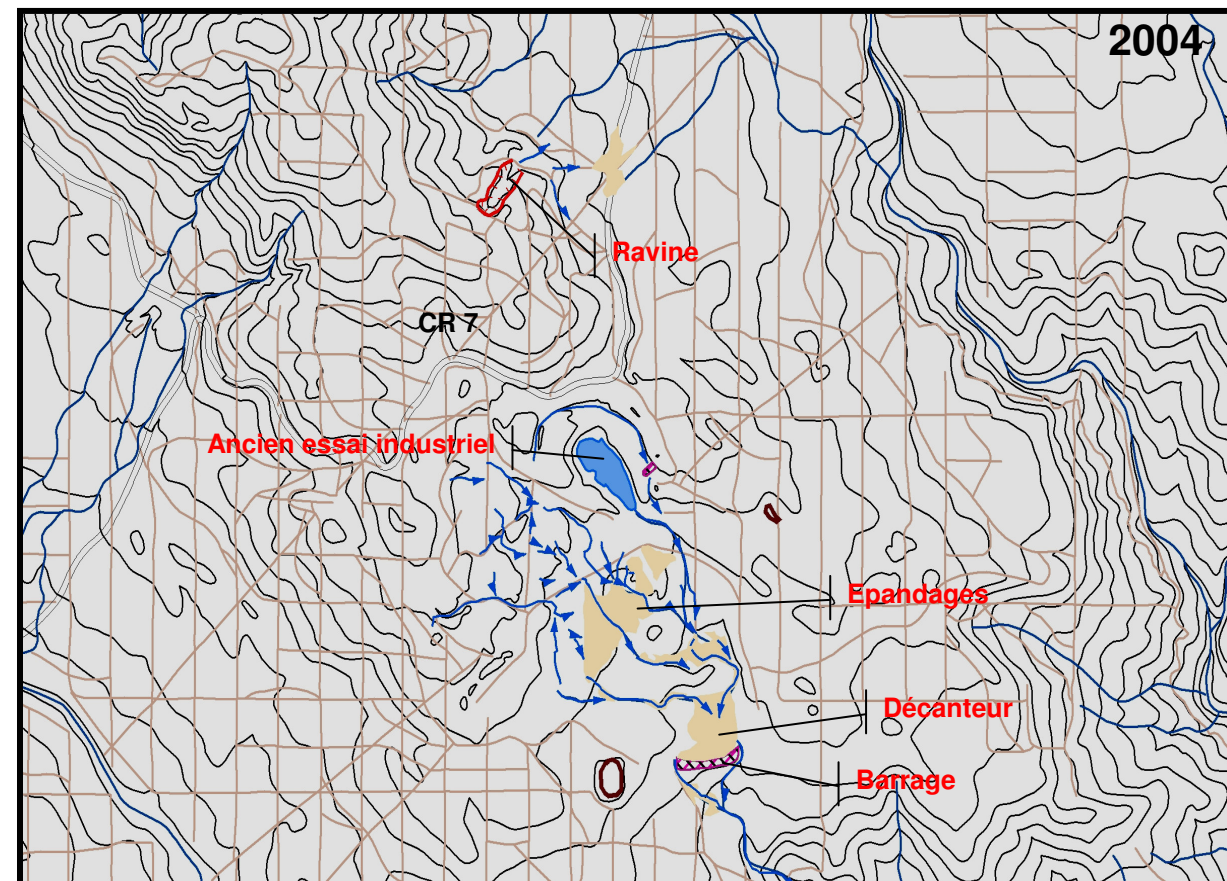 2004
Ravine
CR 7
Ancien essai industriel
Epandages
Décanteur
Barrage